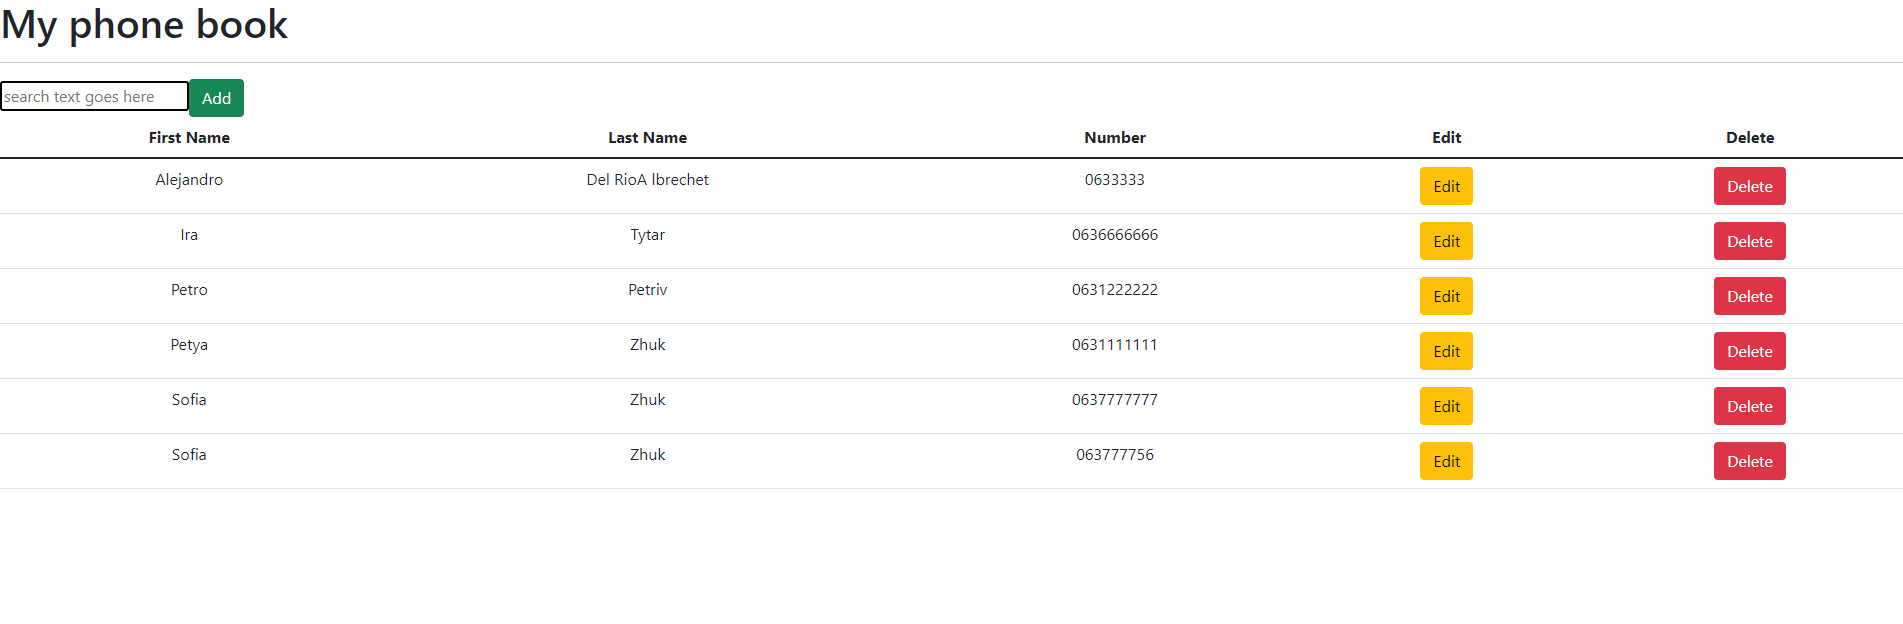 My phone book
search text goes here Add
First Name Last Name Number Edit Delete
Alejandro Del RioA lbrechet 0633333 Edit Delete
Ira Tytar 0636666666 Edit Delete
Petro Petriv 0631222222 Edit Delete
Petya Zhuk 0631111111 Edit Delete
Sofia Zhuk 0637777777 Edit Delete
Sofia Zhuk 063777756 Edit Delete